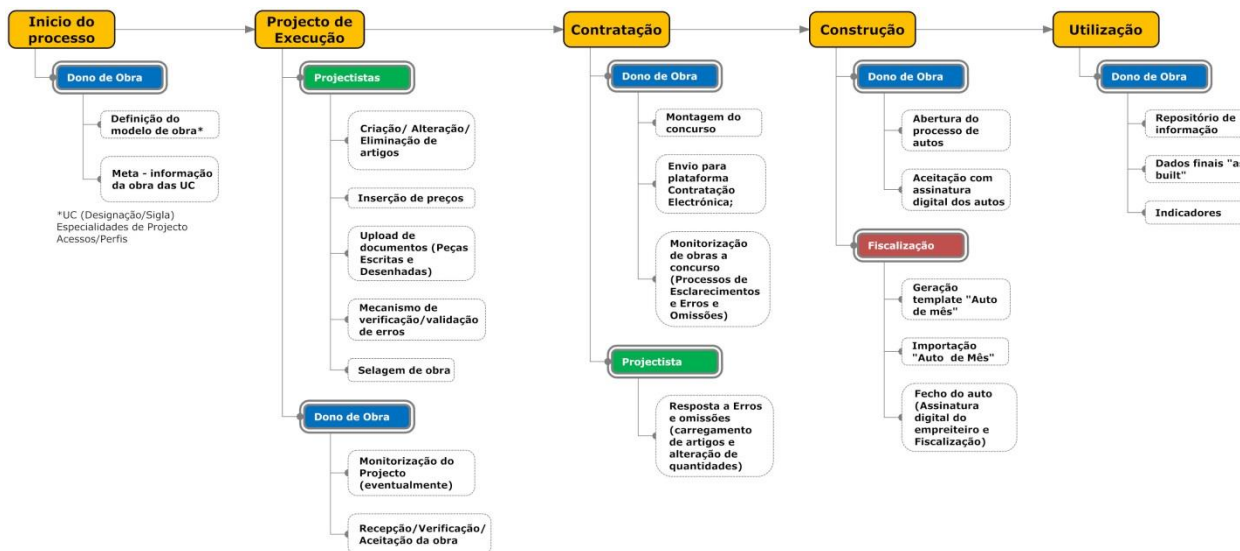 Inicio do
processo
Projecto de
Execução
Contratação
Construção
Utilização
Dono de Obra
Definição do
modelo de obra*
Meta - informação
da obra das UC
*UC (Designação/Sigla)
Especialidades de Projecto
Acessos/Perfis
Projectistas
Criação/ Alteração/
Eliminação de
artigos
Inserção de preços
Upload de
documentos (Peças
Escritas e
Desenhadas)
Mecanismo de
verificação/validação
de erros
Selagem de obra
Dono de Obra
Monitorização do
Projecto
(eventualmente)
Recepção/Verificação/
Aceitação da obra
Dono de Obra
Montagem do
concurso
Envio para
plataforma
Contratação
Electrónica;
Monitorização
de obras a
concurso
(Processos de
Esclarecimentos
e Erros e
Omissões)
Projectista
Resposta a Erros
e omissões
(carregamento
de artigos e
alteração de
quantidades)
Dono de Obra
Abertura do
processo de
autos
Aceitação com
assinatura
digital dos autos
Fiscalização
Geração
template "Auto
de mês"
Importação
"Auto de Mês"
Fecho do auto
(Assinatura
digital do
empreiteiro e
Fiscalização)
Dono de Obra
Repositório de
informação
Dados finais "as
built"
Indicadores